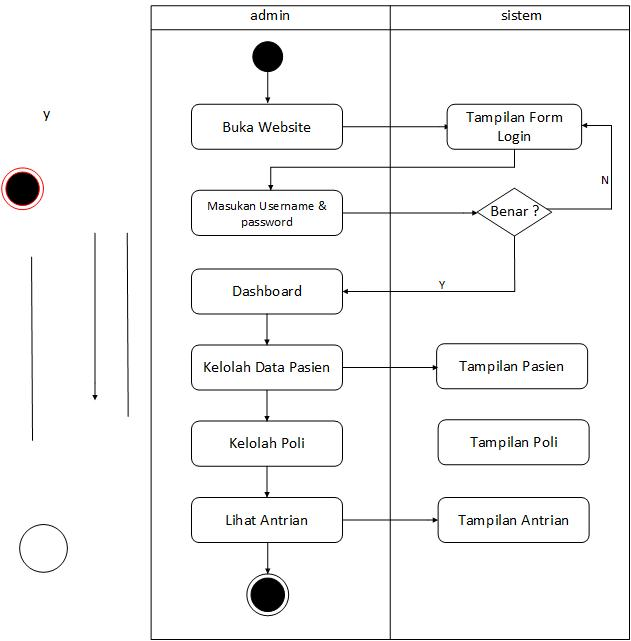 admin
sistem
y
Buka Website
Tampilan Form
Login
N
Masukan Username &
password
Benar ?
Y
Dashboard
Kelolah Data Pasien
Tampilan Pasien
Kelolah Poli
Tampilan Poli
Lihat Antrian
Tampilan Antrian